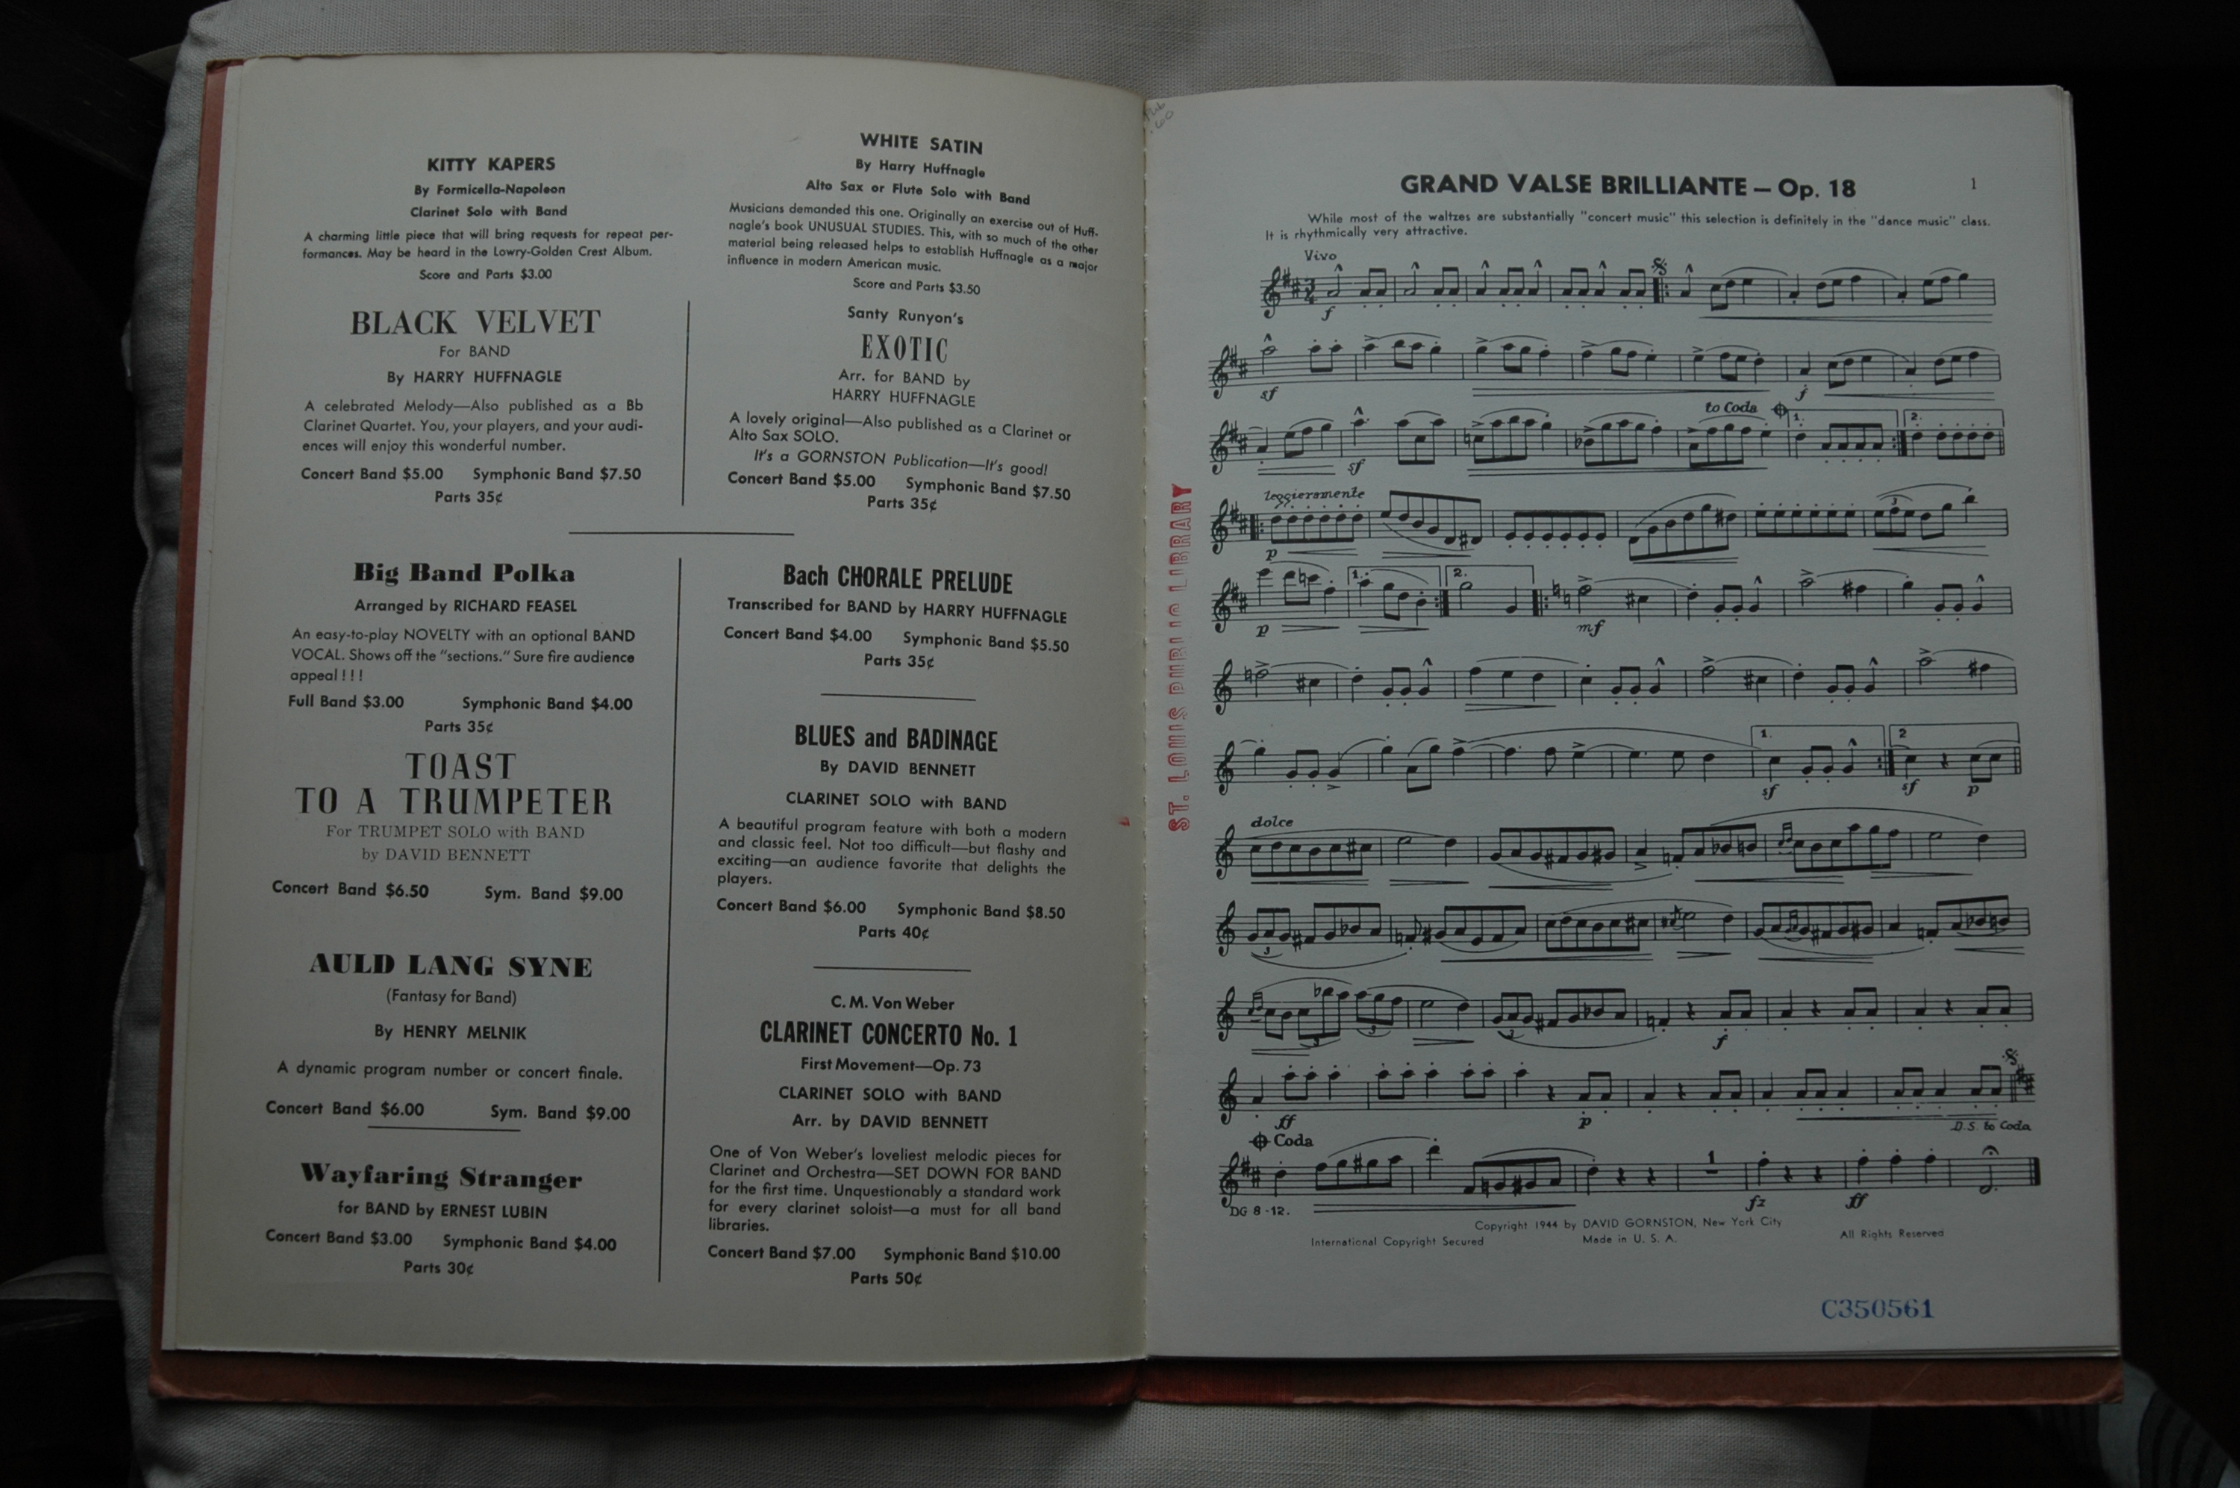 KITTY KAPERS
By Formicella-Napoleon
Clarinet Solo with Band
A charming little piece that will bring requests for repeat per-
formances. May be heard in the Lowry-Golden Crest Album.
Score and Parts $3.00
BLACK VELVET
For BAND
By HARRY HUFFNAGLE
A celebrated Melody—Also published as a Bb
Clarinet Quartet. You, your players, and your audi-
ences will enjoy this wonderful number.
Concert Band $5.00 Symphonic Band $7.50
Parts 35¢
WHITE SATIN
By Harry Huffnagle
Alto Sax or Flute Solo with Band
Musicians demanded this one. Originally an exercise out of Huff-
nagle's book UNUSUAL STUDIES. This, with so much of the other
material being released helps to establish Huffnagle as a major
influence in modern American music.
Score and Parts $3.50
Santy Runyon's
EXOTIC
Arr. for BAND by
HARRY HUFFNAGLE
A lovely original—Also published as a Clarinet or
Alto Sax SOLO.
It's a GORNSTON Publication—It's good!
Concert Band $5.00 Symphonic Band $7.50
Parts 35¢
Big Band Polka
Arranged by RICHARD FEASEL
An easy-to-play NOVELTY with an optional BAND
VOCAL. Shows off the "sections." Sure fire audience
appeal ! ! !
Full Band $3.00 Symphonic Band $4.00
Parts 35¢
TOAST
TO A TRUMPETER
For TRUMPET SOLO with BAND
by DAVID BENNETT
Concert Band $6.50 Sym. Band $9.00
AULD LANG SYNE
(Fantasy for Band)
By HENRY MELNIK
A dynamic program number or concert finale.
Concert Band $6.00 Sym. Band $9.00
Wayfaring Stranger
for BAND by ERNEST LUBIN
Concert Band $3.00 Symphonic Band $4.00
Parts 30¢
Bach CHORALE PRELUDE
Transcribed for BAND by HARRY HUFFNAGLE
Concert Band $4.00 Symphonic Band $5.50
Parts 35¢
BLUES and BADINAGE
By DAVID BENNETT
CLARINET SOLO with BAND
A beautiful program feature with both a modern
and classic feel. Not too difficult—but flashy and
exciting—an audience favorite that delights the
players.
Concert Band $6.00 Symphonic Band $8.50
Parts 40¢
C. M. Von Weber
CLARINET CONCERTO No. 1
First Movement—Op. 73
CLARINET SOLO with BAND
Arr. by DAVID BENNETT
One of Von Weber's loveliest melodic pieces for
Clarinet and Orchestra—SET DOWN FOR BAND
for the first time. Unquestionably a standard work
for every clarinet soloist—a must for all band
libraries.
Concert Band $7.00 Symphonic Band $10.00
Parts 50¢
GRAND VALSE BRILLIANTE — Op. 18
1
While most of the waltzes are substantially "concert music" this selection is definitely in the "dance music" class.
It is rhythmically very attractive.
Vivo
f
sf f
to Coda 1. 2.
sf
leggieramente
3
p
1. 2.
p mf
1. 2
sf sf p
dolce
3
3 3 3
f
ff p
D.S. to Coda
Coda
1
fz ff
DG 8-12.
Copyright 1944 by DAVID GORNSTON, New York City
International Copyright Secured Made in U. S. A. All Rights Reserved
ST. LOUIS PUBLIC LIBRARY
C350561